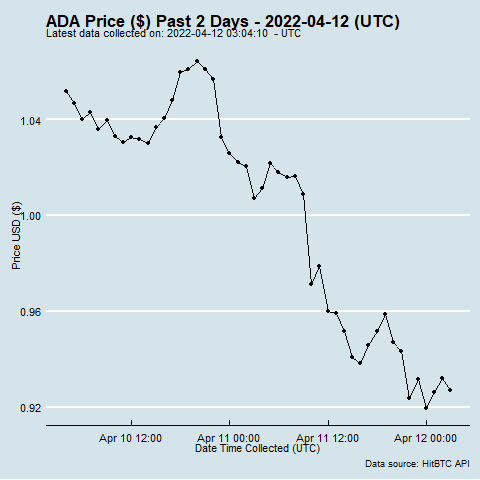 ADA Price ($) Past 2 Days - 2022-04-12 (UTC)
Latest data collected on: 2022-04-12 03:04:10  - UTC
Price USD ($)
1.04
1.00
0.96
0.92
Apr 10 12:00
Apr 11 00:00
Apr 11 12:00
Apr 12 00:00
Date Time Collected (UTC)
Data source: HitBTC API